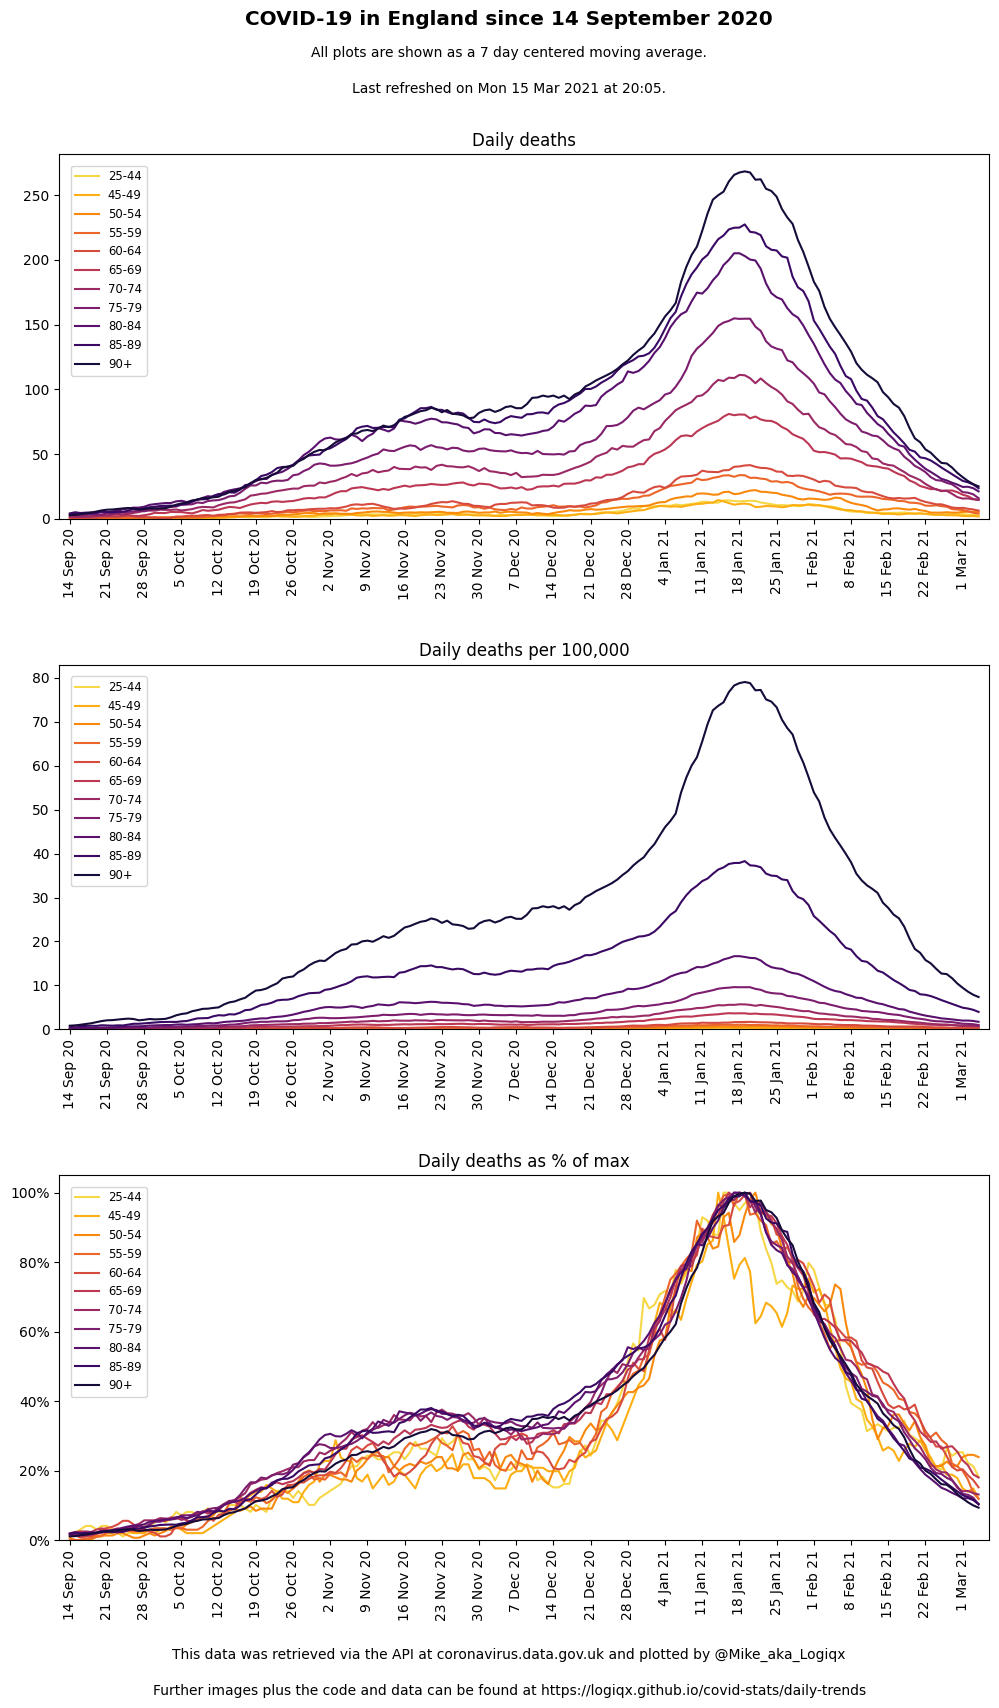 COVID-19 in England since 14 September 2020
All plots are shown as a 7 day centered moving average.
Last refreshed on Mon 15 Mar 2021 at 20:05.
Daily deaths
250
200
150
100
50
0
25-44
45-49
50-54
55-59
60-64
65-69
70-74
75-79
80-84
85-89
90+
14 Sep 20
21 Sep 20
28 Sep 20
5 Oct 20
12 Oct 20
19 Oct 20
26 Oct 20
2 Nov 20
9 Nov 20
16 Nov 20
23 Nov 20
30 Nov 20
7 Dec 20
14 Dec 20
21 Dec 20
28 Dec 20
4 Jan 21
11 Jan 21
18 Jan 21
25 Jan 21
1 Feb 21
8 Feb 21
15 Feb 21
22 Feb 21
1 Mar 21
Daily deaths per 100,000
80
70
60
50
40
30
20
10
0
25-44
45-49
50-54
55-59
60-64
65-69
70-74
75-79
80-84
85-89
90+
14 Sep 20
21 Sep 20
28 Sep 20
5 Oct 20
12 Oct 20
19 Oct 20
26 Oct 20
2 Nov 20
9 Nov 20
16 Nov 20
23 Nov 20
30 Nov 20
7 Dec 20
14 Dec 20
21 Dec 20
28 Dec 20
4 Jan 21
11 Jan 21
18 Jan 21
25 Jan 21
1 Feb 21
8 Feb 21
15 Feb 21
22 Feb 21
1 Mar 21
Daily deaths as % of max
100%
80%
60%
40%
20%
0%
25-44
45-49
50-54
55-59
60-64
65-69
70-74
75-79
80-84
85-89
90+
14 Sep 20
21 Sep 20
28 Sep 20
5 Oct 20
12 Oct 20
19 Oct 20
26 Oct 20
2 Nov 20
9 Nov 20
16 Nov 20
23 Nov 20
30 Nov 20
7 Dec 20
14 Dec 20
21 Dec 20
28 Dec 20
4 Jan 21
11 Jan 21
18 Jan 21
25 Jan 21
1 Feb 21
8 Feb 21
15 Feb 21
22 Feb 21
1 Mar 21
This data was retrieved via the API at coronavirus.data.gov.uk and plotted by @Mike_aka_Logiqx
Further images plus the code and data can be found at https://logiqx.github.io/covid-stats/daily-trends